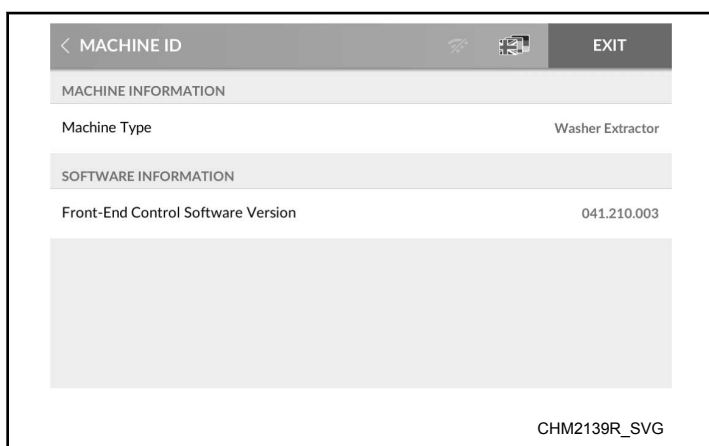 < MACHINE ID EXIT
MACHINE INFORMATION
Machine Type Washer Extractor
SOFTWARE INFORMATION
Front-End Control Software Version 041.210.003
CHM2139R_SVG